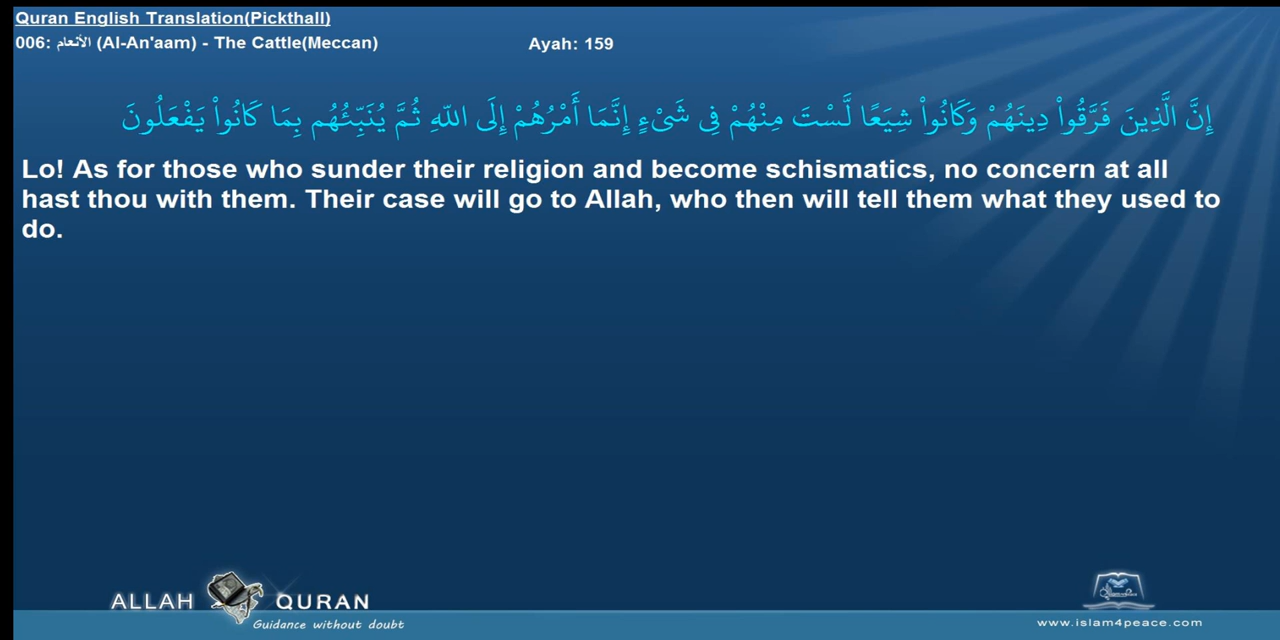 Quran English Translation(Pickthall)
006: الأنعام (Al-An'aam) - The Cattle(Meccan)
Ayah: 159
إِنَّ الَّذِينَ فَرَّقُواْ دِينَهُمْ وَكَانُواْ شِيَعًا لَّسْتَ مِنْهُمْ فِى شَىْءٍ إِنَّمَا أَمْرُهُمْ إِلَى اللّهِ ثُمَّ يُنَبِّئُهُم بِمَا كَانُواْ يَفْعَلُونَ
Lo! As for those who sunder their religion and become schismatics, no concern at all
hast thou with them. Their case will go to Allah, who then will tell them what they used to
do.
ALLAH QURAN
Guidance without doubt
www.islam4peace.com